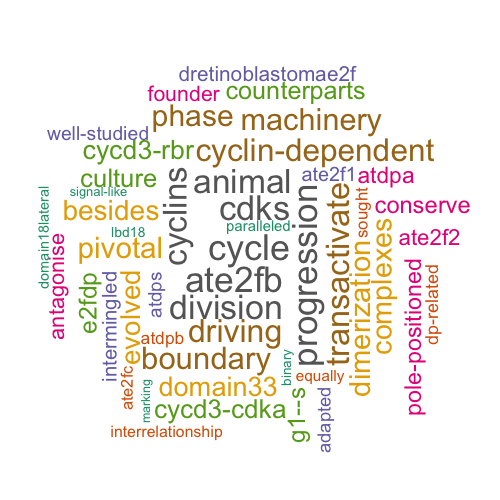 dretinoblastomae2f
founder counterparts
phase machinery
well-studied
cycd3-rbr cyclin-dependent
culture animal ate2f1 atdpa
signal-like
besides cdks conserve
domain18lateral
cyclins
progression
transactivate
sought
lbd18 paralleled
ate2f2
pivotal cycle
antagonise
e2fdp
intermingled
evolved
atdps
ate2fb
division
dimerization
complexes
dp-related
pole-positioned
driving
atdpb
boundary
ate2fc
marking
domain33
binary
equally
cycd3-cdka
g1--s
adapted
interrelationship